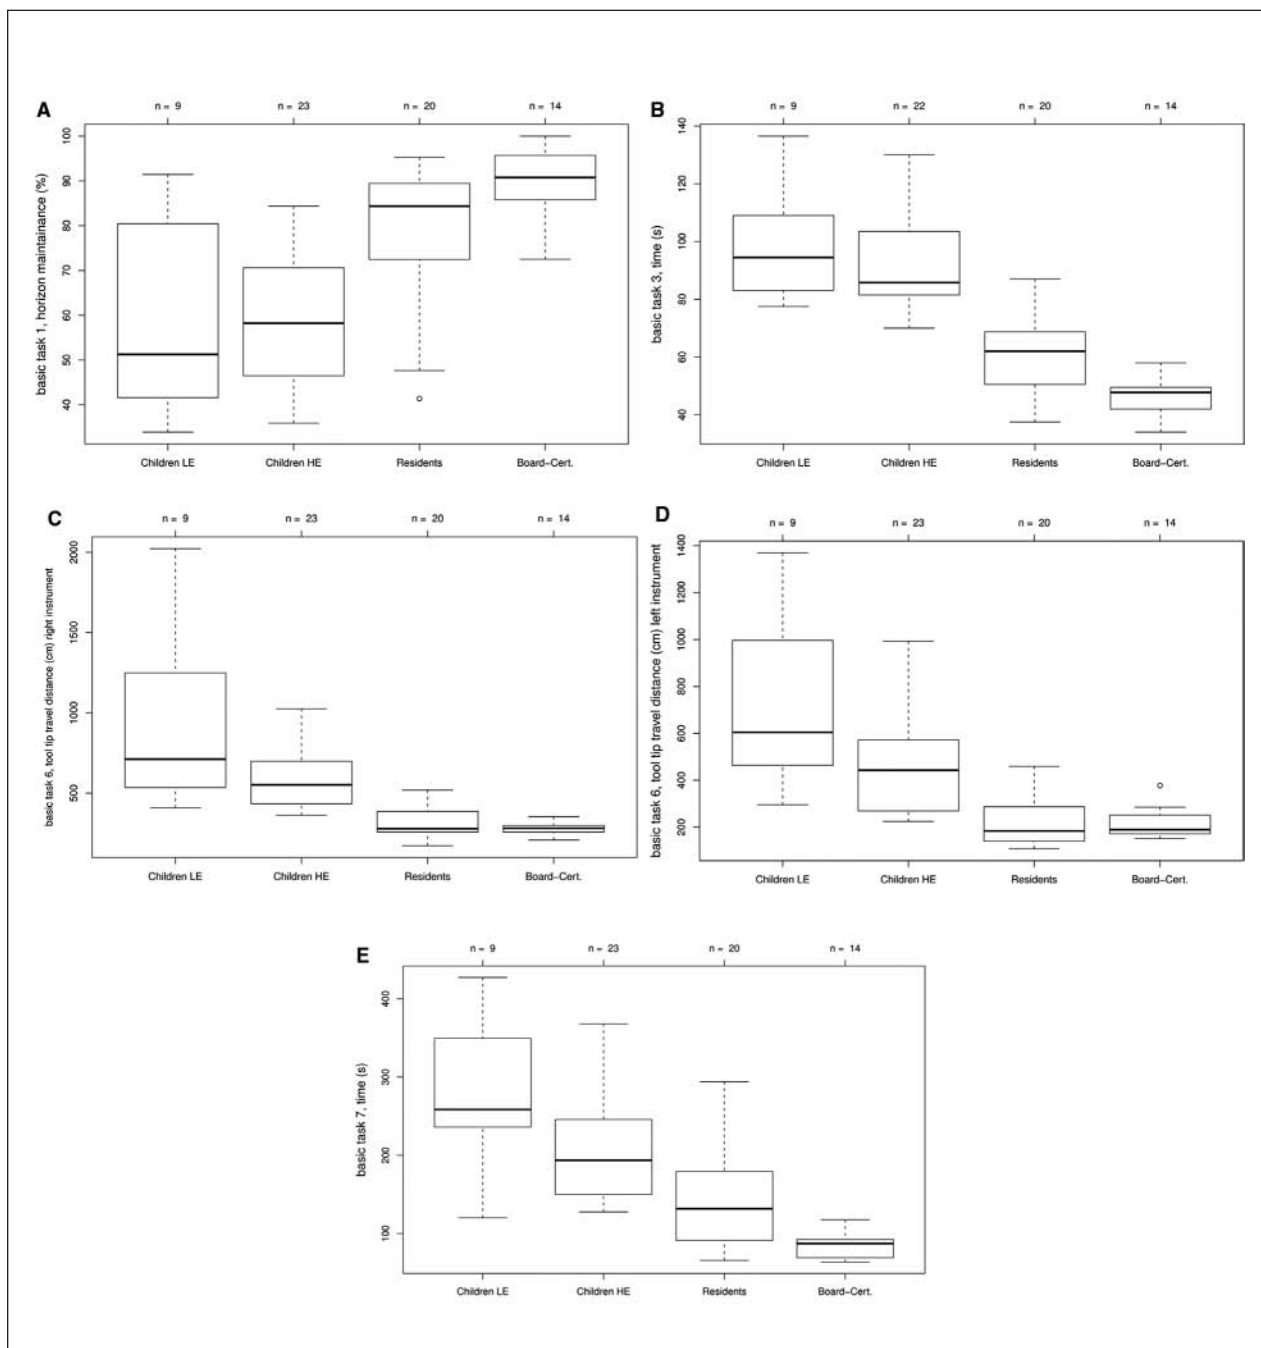 A
n = 9 n = 23 n = 20 n = 14
basic task 1, horizon maintainance (%)
100
90
80
70
60
50
40
Children LE Children HE Residents Board-Cert.
B
n = 9 n = 22 n = 20 n = 14
basic task 3, time (s)
140
120
100
80
60
40
Children LE Children HE Residents Board-Cert.
C
n = 9 n = 23 n = 20 n = 14
basic task 6, tool tip travel distance (cm) right instrument
2000
1500
1000
500
Children LE Children HE Residents Board-Cert.
D
n = 9 n = 23 n = 20 n = 14
basic task 6, tool tip travel distance (cm) left instrument
1400
1200
1000
800
600
400
200
Children LE Children HE Residents Board-Cert.
E
n = 9 n = 23 n = 20 n = 14
basic task 7, time (s)
400
300
200
100
Children LE Children HE Residents Board-Cert.